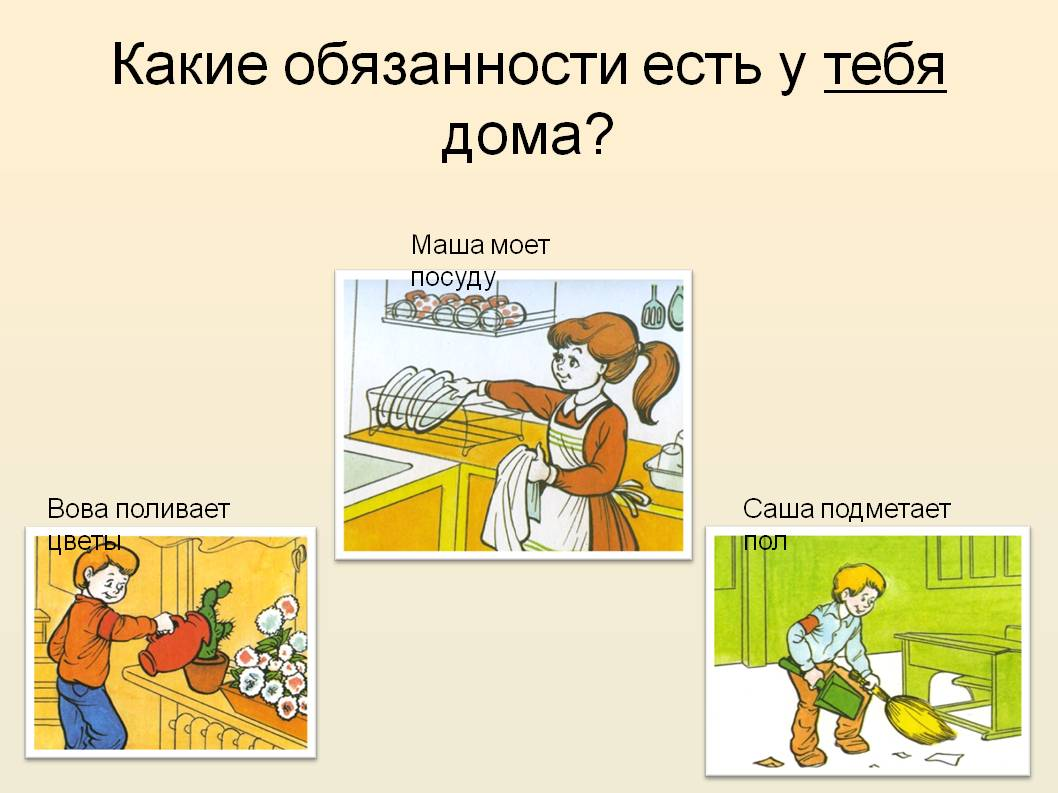 Какие обязанности есть у тебя
дома?
Маша моет
посуду
Вова поливает
цветы
Саша подметает
пол